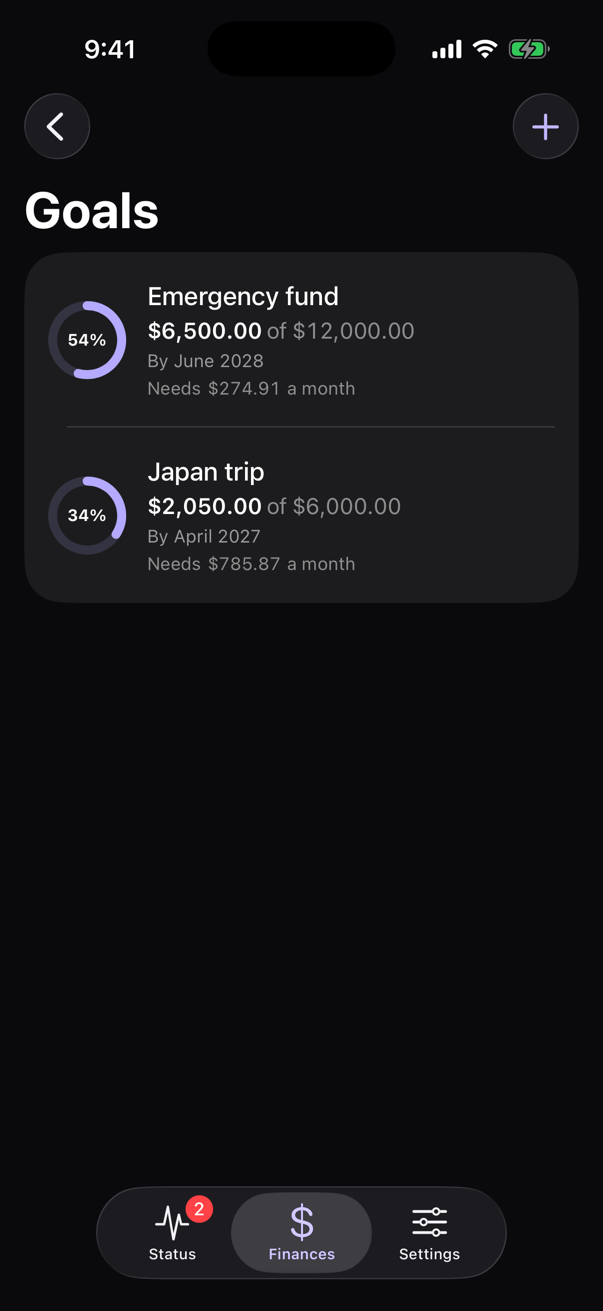 9:41
Goals
54%
Emergency fund
$6,500.00 of $12,000.00
By June 2028
Needs $274.91 a month
34%
Japan trip
$2,050.00 of $6,000.00
By April 2027
Needs $785.87 a month
2
Status
Finances
Settings